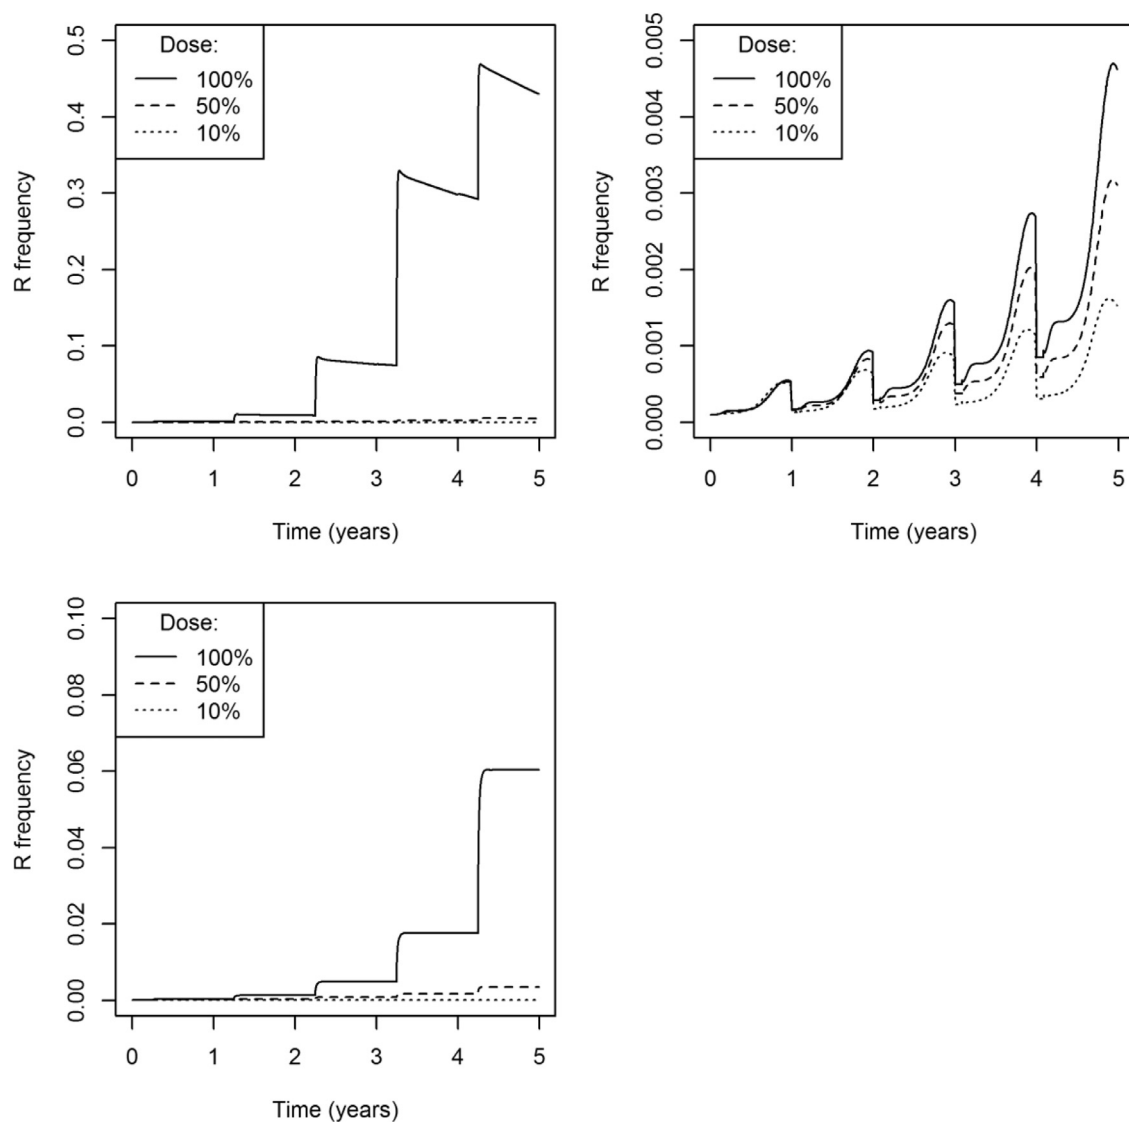 Dose:
100%
50%
10%
R frequency
0.0
0.1
0.2
0.3
0.4
0.5
0 1 2 3 4 5
Time (years)
Dose:
100%
50%
10%
R frequency
0.000
0.001
0.002
0.003
0.004
0.005
0 1 2 3 4 5
Time (years)
Dose:
100%
50%
10%
R frequency
0.00
0.02
0.04
0.06
0.08
0.10
0 1 2 3 4 5
Time (years)